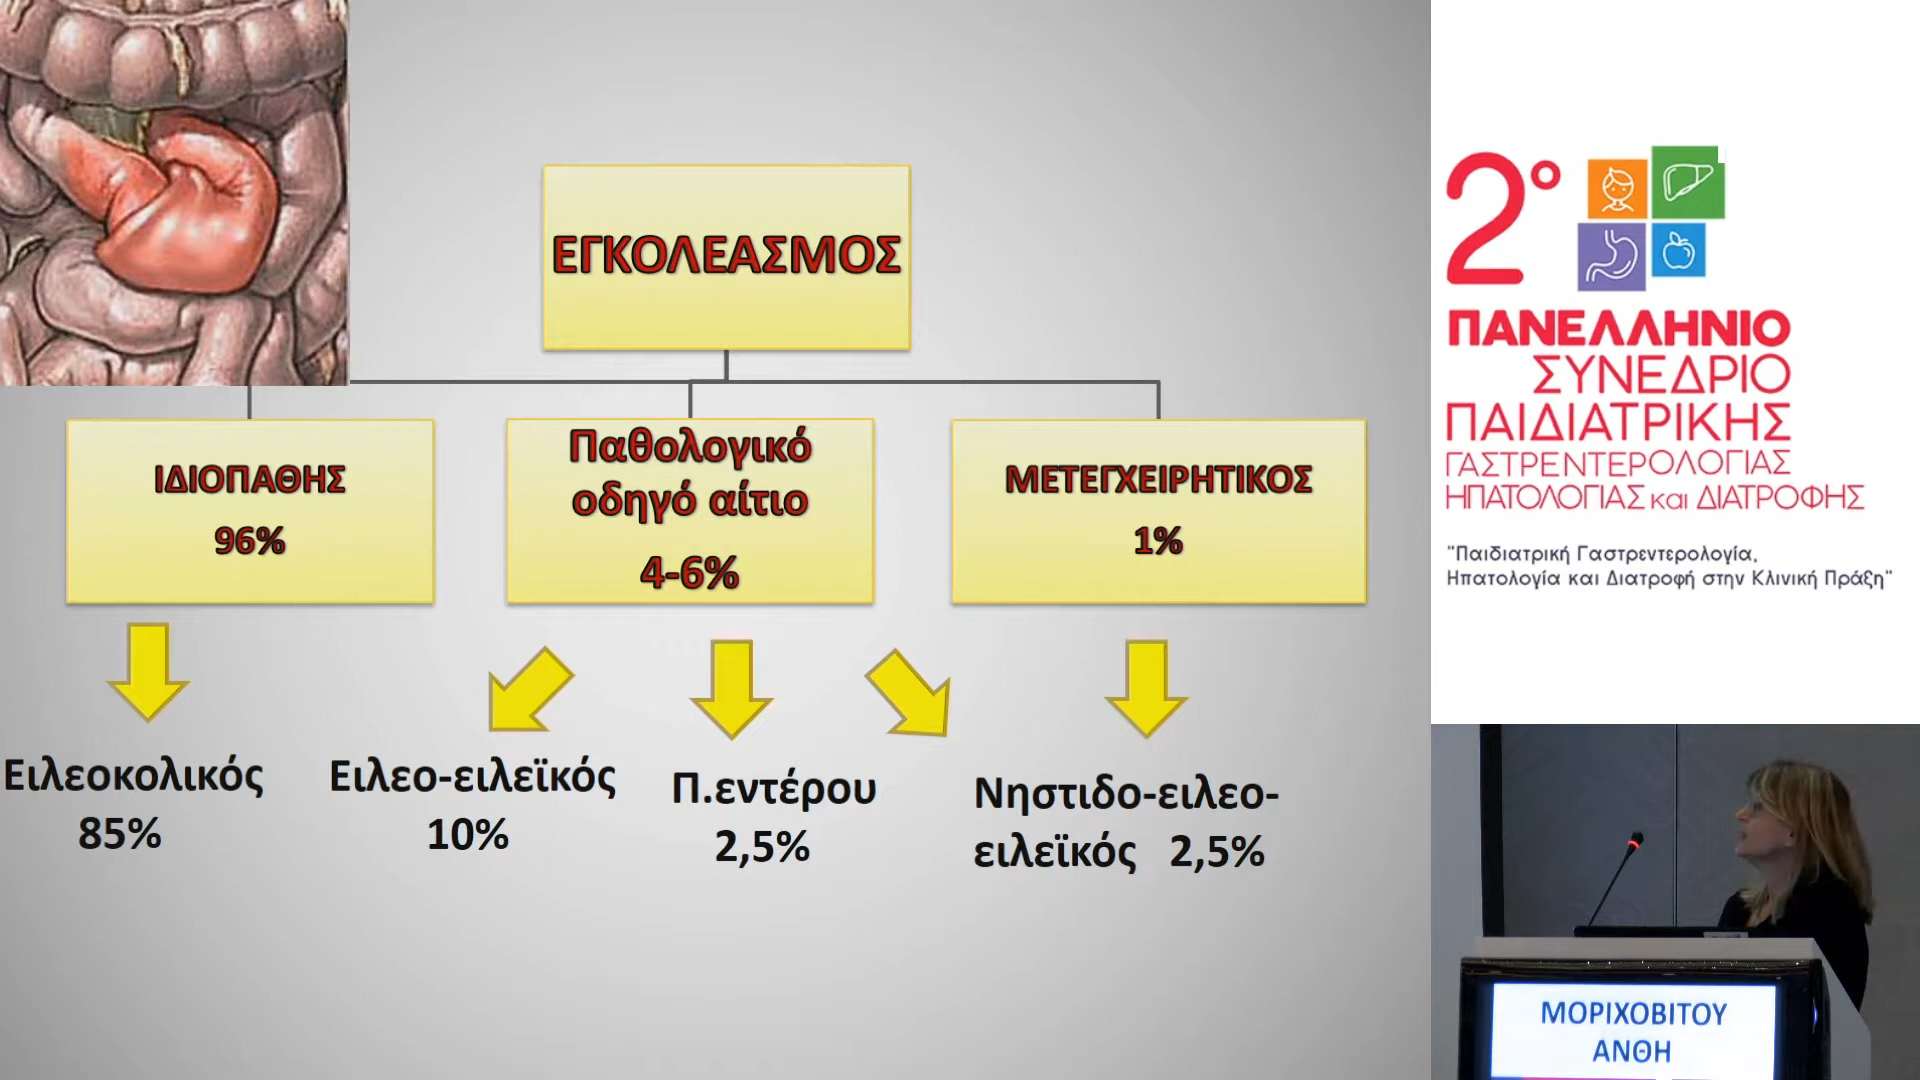 ΕΓΚΟΛΕΑΣΜΟΣ
ΙΔΙΟΠΑΘΗΣ
96%
Παθολογικό
οδηγό αίτιο
4-6%
ΜΕΤΕΓΧΕΙΡΗΤΙΚΟΣ
1%
Ειλεοκολικός
85%
Ειλεο-ειλεϊκός
10%
Π.εντέρου
2,5%
Νηστιδο-ειλεο-
ειλεϊκός 2,5%
2°
ΠΑΝΕΛΛΗΝΙΟ
ΣΥΝΕΔΡΙΟ
ΠΑΙΔΙΑΤΡΙΚΗΣ
ΓΑΣΤΡΕΝΤΕΡΟΛΟΓΙΑΣ
ΗΠΑΤΟΛΟΓΙΑΣ και ΔΙΑΤΡΟΦΗΣ
"Παιδιατρική Γαστρεντερολογία,
Ηπατολογία και Διατροφή στην Κλινική Πράξη"
ΜΟΡΙΧΟΒΙΤΟΥ
ΑΝΘΗ